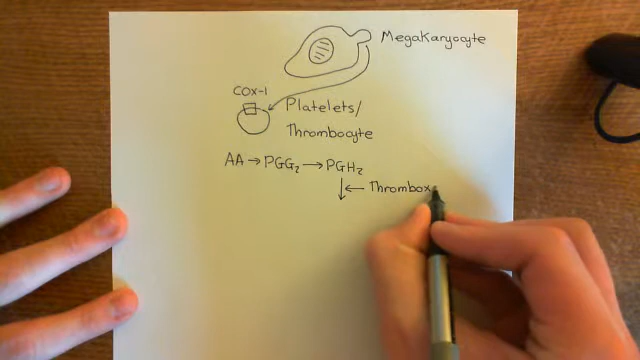 MegaKaryocyte
COX-1
Platelets/
Thrombocyte
AA → PGG₂ → PGH₂
↓ ← Thrombox